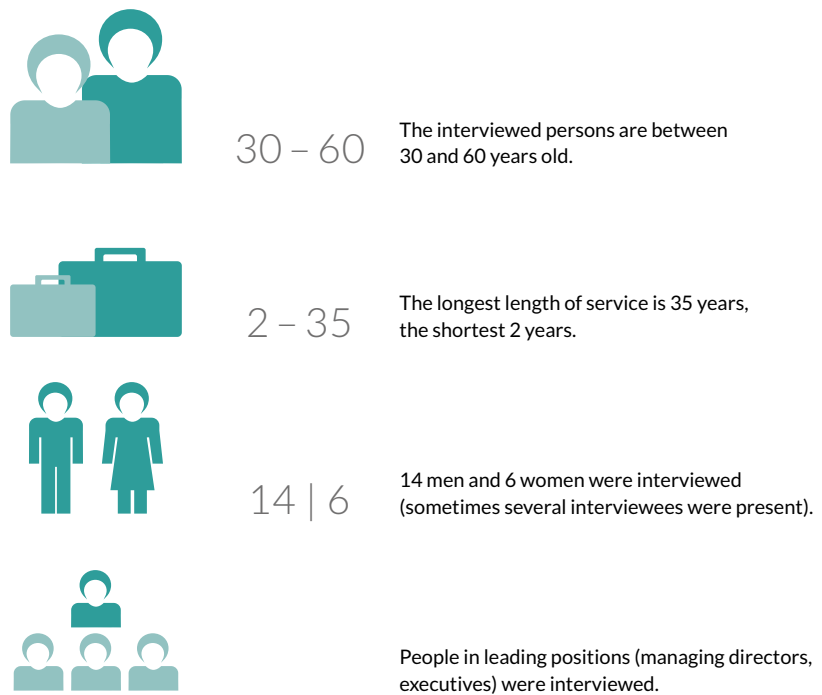 30 – 60
The interviewed persons are between
30 and 60 years old.
2 – 35
The longest length of service is 35 years,
the shortest 2 years.
14 | 6
14 men and 6 women were interviewed
(sometimes several interviewees were present).
People in leading positions (managing directors,
executives) were interviewed.